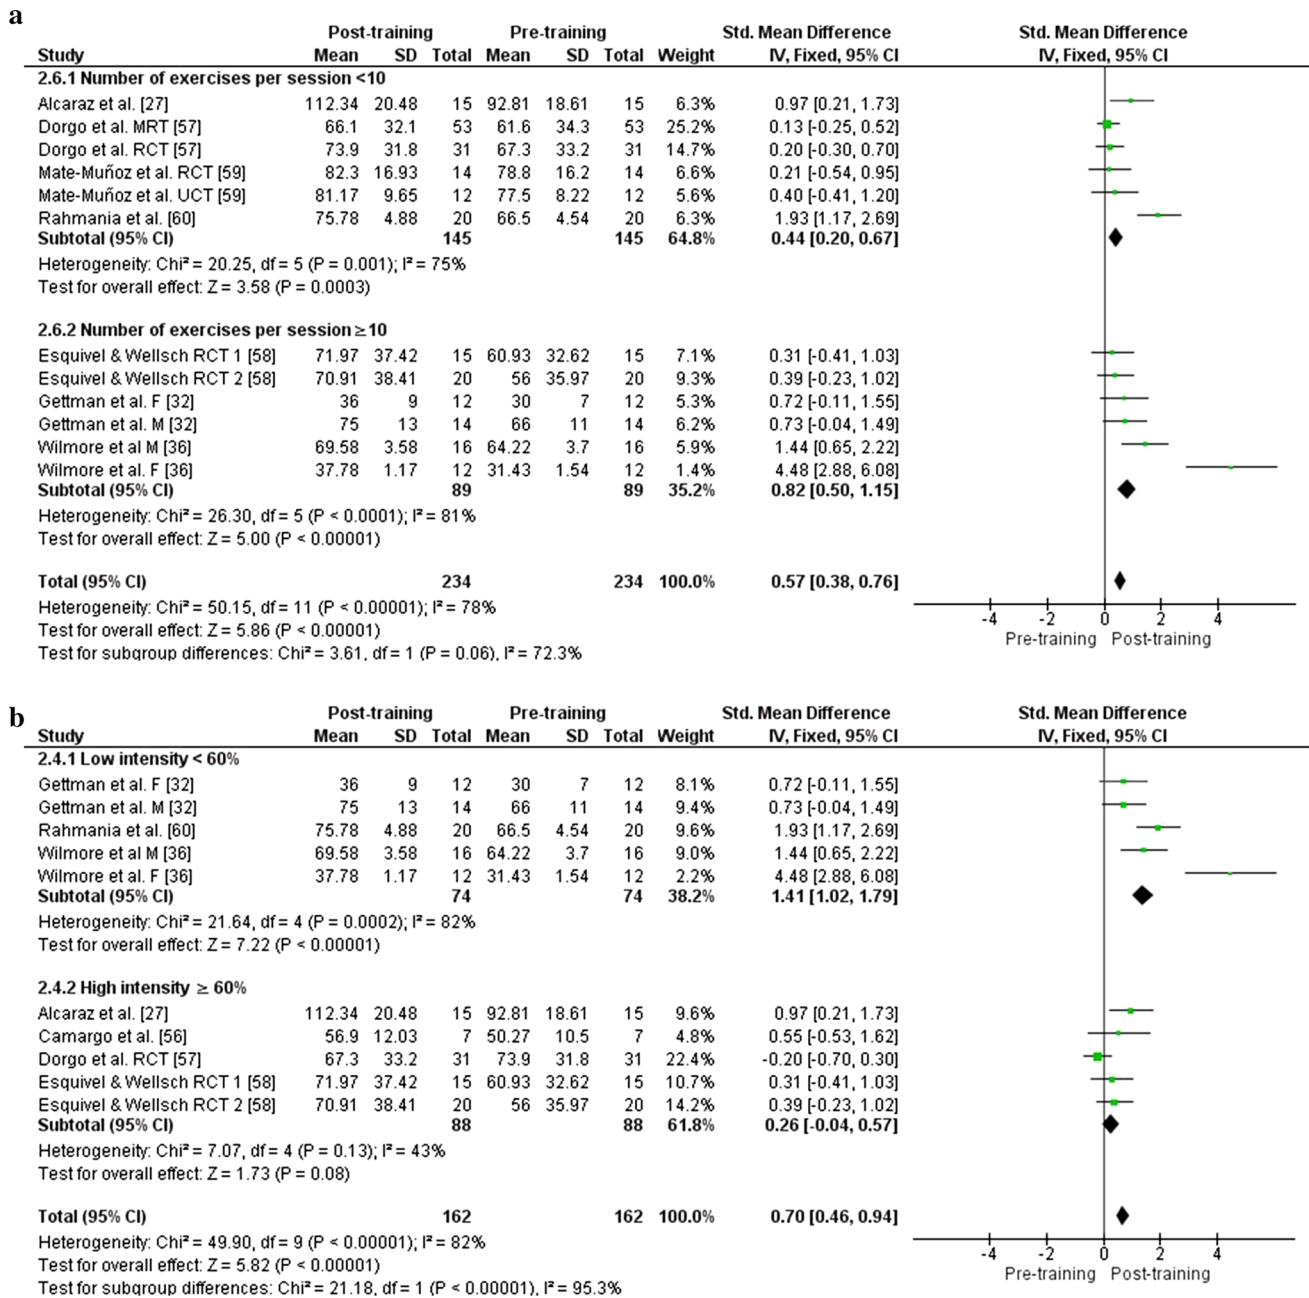 a
Post-training Pre-training Std. Mean Difference Std. Mean Difference
Study Mean SD Total Mean SD Total Weight IV, Fixed, 95% CI IV, Fixed, 95% CI
2.6.1 Number of exercises per session <10
Alcaraz et al. [27] 112.34 20.48 15 92.81 18.61 15 6.3% 0.97 [0.21, 1.73]
Dorgo et al. MRT [57] 66.1 32.1 53 61.6 34.3 53 25.2% 0.13 [-0.25, 0.52]
Dorgo et al. RCT [57] 73.9 31.8 31 67.3 33.2 31 14.7% 0.20 [-0.30, 0.70]
Mate-Muñoz et al. RCT [59] 82.3 16.93 14 78.8 16.2 14 6.6% 0.21 [-0.54, 0.95]
Mate-Muñoz et al. UCT [59] 81.17 9.65 12 77.5 8.22 12 5.6% 0.40 [-0.41, 1.20]
Rahmania et al. [60] 75.78 4.88 20 66.5 4.54 20 6.3% 1.93 [1.17, 2.69]
Subtotal (95% CI) 145 145 64.8% 0.44 [0.20, 0.67]
Heterogeneity: Chi² = 20.25, df = 5 (P = 0.001); I² = 75%
Test for overall effect: Z = 3.58 (P = 0.0003)
2.6.2 Number of exercises per session ≥ 10
Esquivel & Wellsch RCT 1 [58] 71.97 37.42 15 60.93 32.62 15 7.1% 0.31 [-0.41, 1.03]
Esquivel & Wellsch RCT 2 [58] 70.91 38.41 20 56 35.97 20 9.3% 0.39 [-0.23, 1.02]
Gettman et al. F [32] 36 9 12 30 7 12 5.3% 0.72 [-0.11, 1.55]
Gettman et al. M [32] 75 13 14 66 11 14 6.2% 0.73 [-0.04, 1.49]
Wilmore et al M [36] 69.58 3.58 16 64.22 3.7 16 5.9% 1.44 [0.65, 2.22]
Wilmore et al. F [36] 37.78 1.17 12 31.43 1.54 12 1.4% 4.48 [2.88, 6.08]
Subtotal (95% CI) 89 89 35.2% 0.82 [0.50, 1.15]
Heterogeneity: Chi² = 26.30, df = 5 (P < 0.0001); I² = 81%
Test for overall effect: Z = 5.00 (P < 0.00001)
Total (95% CI) 234 234 100.0% 0.57 [0.38, 0.76]
Heterogeneity: Chi² = 50.15, df = 11 (P < 0.00001); I² = 78%
Test for overall effect: Z = 5.86 (P < 0.00001)
Test for subgroup differences: Chi² = 3.61, df = 1 (P = 0.06), I² = 72.3%
-4 -2 0 2 4
Pre-training Post-training
b
Post-training Pre-training Std. Mean Difference Std. Mean Difference
Study Mean SD Total Mean SD Total Weight IV, Fixed, 95% CI IV, Fixed, 95% CI
2.4.1 Low intensity < 60%
Gettman et al. F [32] 36 9 12 30 7 12 8.1% 0.72 [-0.11, 1.55]
Gettman et al. M [32] 75 13 14 66 11 14 9.4% 0.73 [-0.04, 1.49]
Rahmania et al. [60] 75.78 4.88 20 66.5 4.54 20 9.6% 1.93 [1.17, 2.69]
Wilmore et al M [36] 69.58 3.58 16 64.22 3.7 16 9.0% 1.44 [0.65, 2.22]
Wilmore et al. F [36] 37.78 1.17 12 31.43 1.54 12 2.2% 4.48 [2.88, 6.08]
Subtotal (95% CI) 74 74 38.2% 1.41 [1.02, 1.79]
Heterogeneity: Chi² = 21.64, df = 4 (P = 0.0002); I² = 82%
Test for overall effect: Z = 7.22 (P < 0.00001)
2.4.2 High intensity ≥ 60%
Alcaraz et al. [27] 112.34 20.48 15 92.81 18.61 15 9.6% 0.97 [0.21, 1.73]
Camargo et al. [56] 56.9 12.03 7 50.27 10.5 7 4.8% 0.55 [-0.53, 1.62]
Dorgo et al. RCT [57] 67.3 33.2 31 73.9 31.8 31 22.4% -0.20 [-0.70, 0.30]
Esquivel & Wellsch RCT 1 [58] 71.97 37.42 15 60.93 32.62 15 10.7% 0.31 [-0.41, 1.03]
Esquivel & Wellsch RCT 2 [58] 70.91 38.41 20 56 35.97 20 14.2% 0.39 [-0.23, 1.02]
Subtotal (95% CI) 88 88 61.8% 0.26 [-0.04, 0.57]
Heterogeneity: Chi² = 7.07, df = 4 (P = 0.13); I² = 43%
Test for overall effect: Z = 1.73 (P = 0.08)
Total (95% CI) 162 162 100.0% 0.70 [0.46, 0.94]
Heterogeneity: Chi² = 49.90, df = 9 (P < 0.00001); I² = 82%
Test for overall effect: Z = 5.82 (P < 0.00001)
Test for subgroup differences: Chi² = 21.18, df = 1 (P < 0.00001), I² = 95.3%
-4 -2 0 2 4
Pre-training Post-training